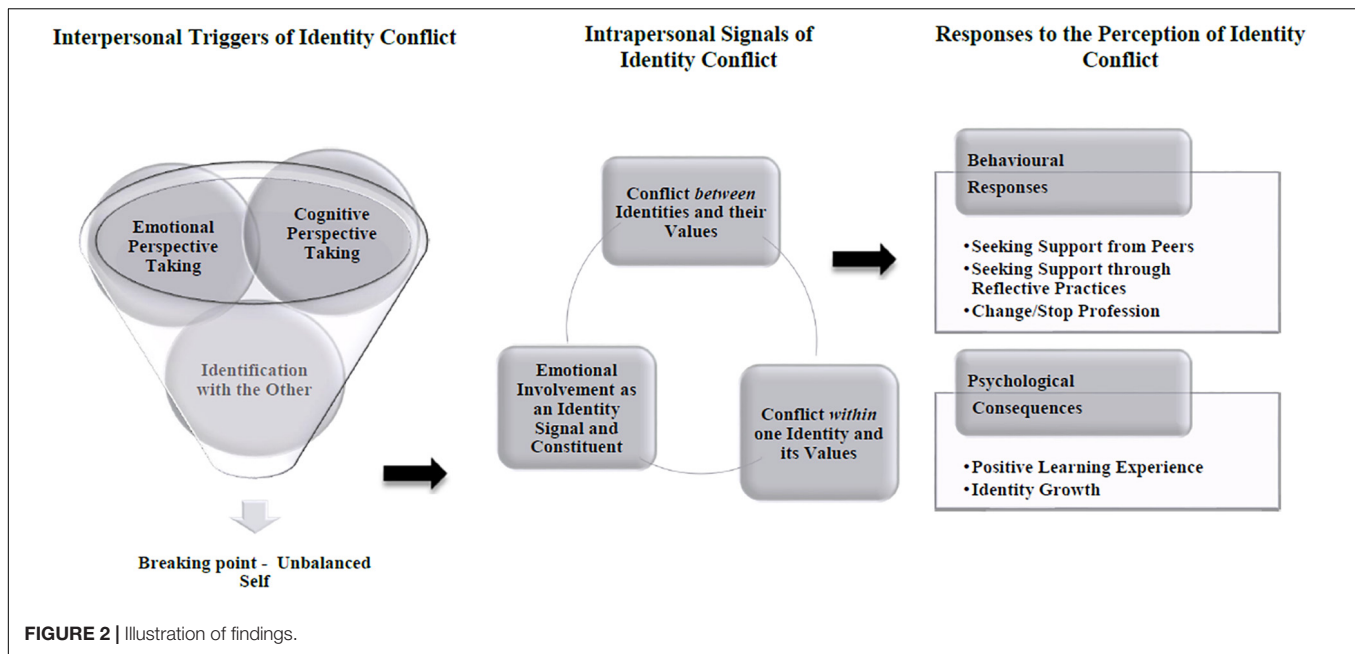 Interpersonal Triggers of Identity Conflict
Emotional
Perspective
Taking
Cognitive
Perspective
Taking
Identification
with the Other
Breaking point - Unbalanced
Self
Intrapersonal Signals of
Identity Conflict
Conflict between
Identities and their
Values
Emotional
Involvement as
an Identity
Signal and
Constituent
Conflict within
one Identity and
its Values
Responses to the Perception of Identity
Conflict
Behavioural
Responses
•Seeking Support from Peers
•Seeking Support through
Reflective Practices
•Change/Stop Profession
Psychological
Consequences
•Positive Learning Experience
•Identity Growth
FIGURE 2 | Illustration of findings.